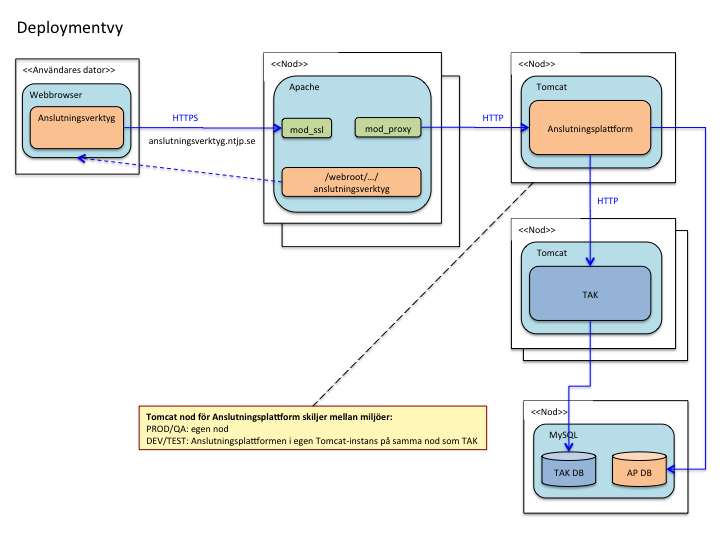 Deploymentvy
<<Användares dator>>
Webbrowser
Anslutningsverktyg
HTTPS
anslutningsverktyg.ntjp.se
<<Nod>>
Apache
mod_ssl
mod_proxy
/webroot/.../
anslutningsverktyg
HTTP
<<Nod>>
Tomcat
Anslutningsplattform
HTTP
<<Nod>>
Tomcat
TAK
Tomcat nod för Anslutningsplattform skiljer mellan miljöer:
PROD/QA: egen nod
DEV/TEST: Anslutningsplattformen i egen Tomcat-instans på samma nod som TAK
<<Nod>>
MySQL
TAK DB
AP DB